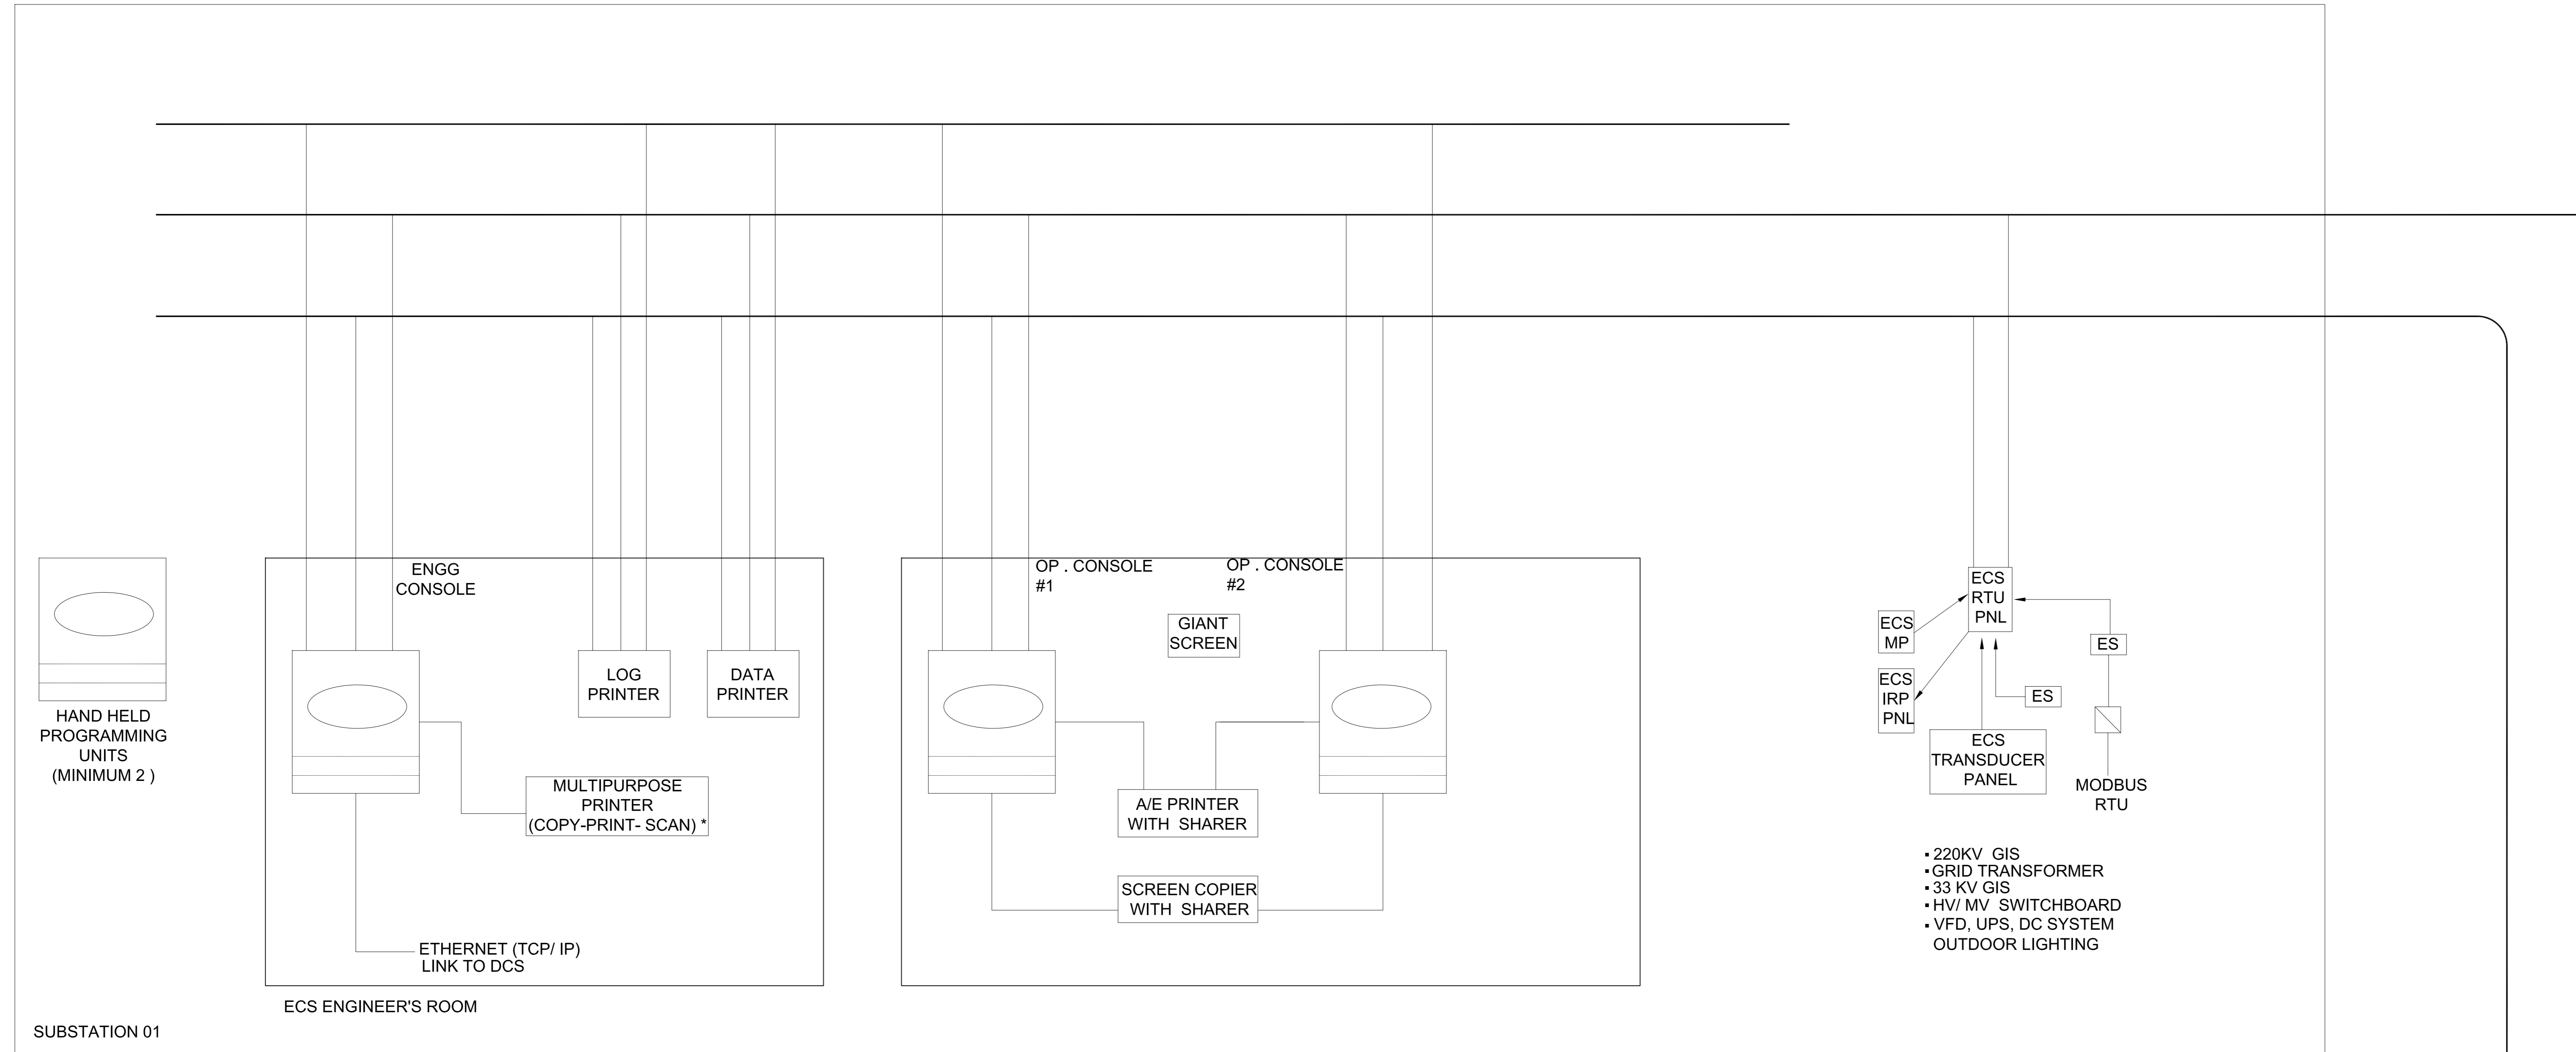 HAND HELD
PROGRAMMING
UNITS
(MINIMUM 2 )
ENGG
CONSOLE
LOG
PRINTER
DATA
PRINTER
MULTIPURPOSE
PRINTER
(COPY-PRINT- SCAN) *
ETHERNET (TCP/ IP)
LINK TO DCS
ECS ENGINEER'S ROOM
SUBSTATION 01
OP . CONSOLE
#1
OP . CONSOLE
#2
GIANT
SCREEN
A/E PRINTER
WITH SHARER
SCREEN COPIER
WITH SHARER
ECS
RTU
PNL
ECS
MP
ECS
IRP
PNL
ES
ES
ECS
TRANSDUCER
PANEL
MODBUS
RTU
▪ 220KV GIS
▪ GRID TRANSFORMER
▪ 33 KV GIS
▪ HV/ MV SWITCHBOARD
▪ VFD, UPS, DC SYSTEM
OUTDOOR LIGHTING